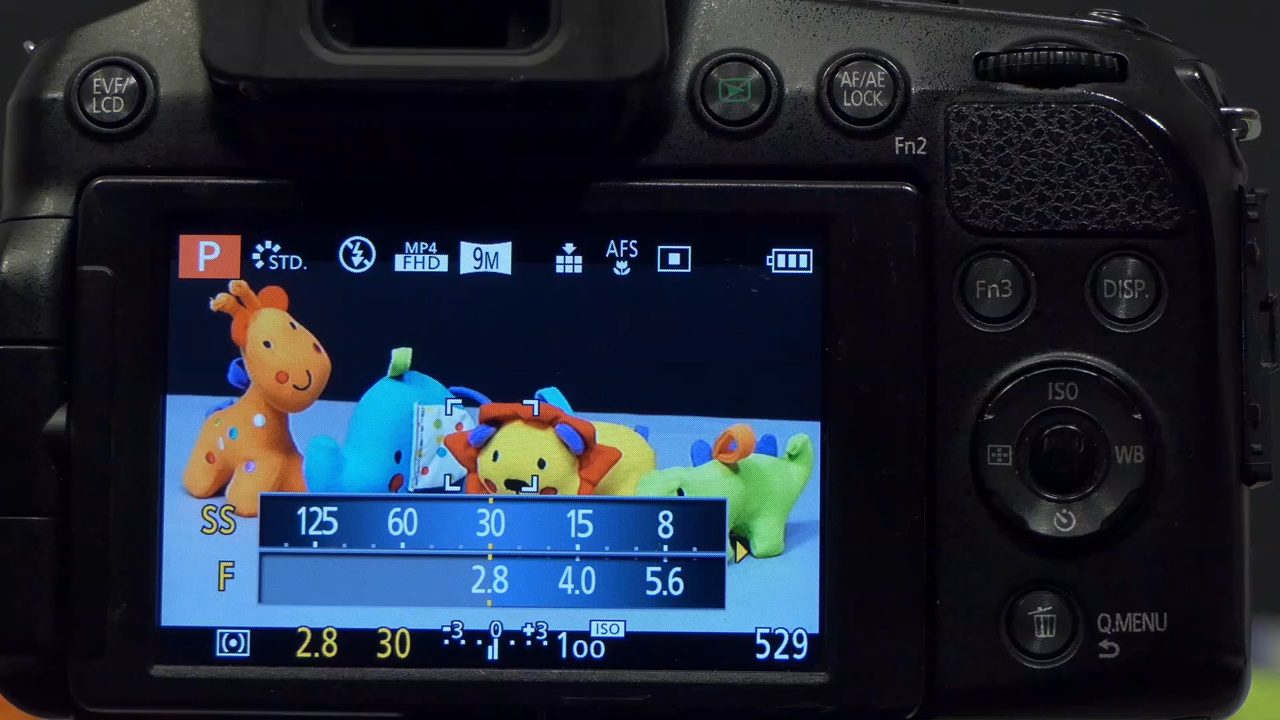 EVF/
LCD
AF/AE
LOCK
Fn2
P
STD.
MP4
FHD
9M
AFS
Fn3
DISP.
ISO
WB
SS 125 60 30 15 8
F 2.8 4.0 5.6
2.8 30 -3 0 +3 100 ISO 529
Q.MENU